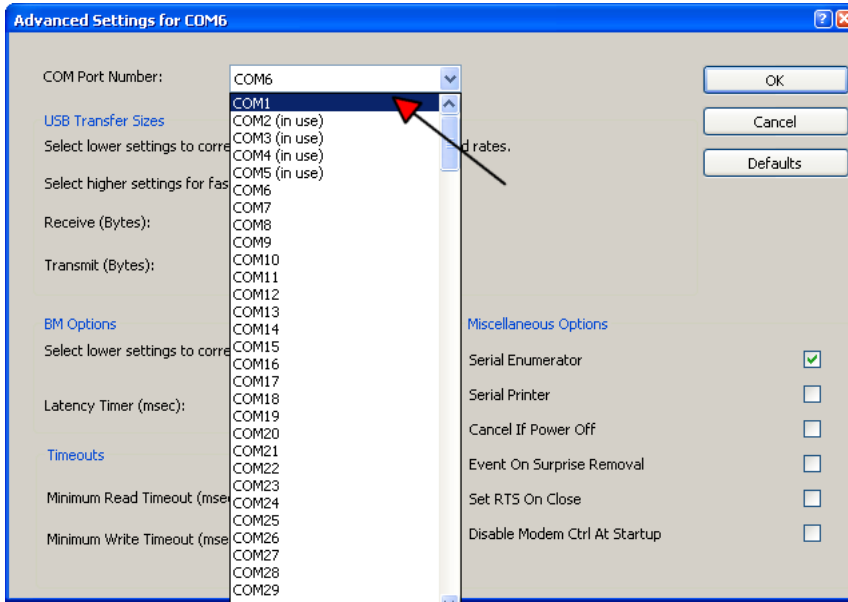 Advanced Settings for COM6
COM Port Number:
COM6
OK
COM1
USB Transfer Sizes
COM2 (in use)
Cancel
Select lower settings to corre
COM3 (in use)
d rates.
COM4 (in use)
Defaults
COM5 (in use)
Select higher settings for fas
COM6
COM7
Receive (Bytes):
COM8
COM9
Transmit (Bytes):
COM10
COM11
COM12
COM13
BM Options
COM14
Miscellaneous Options
Select lower settings to corre
COM15
Serial Enumerator
COM16
COM17
Serial Printer
COM18
Latency Timer (msec):
COM19
Cancel If Power Off
COM20
Timeouts
COM21
Event On Surprise Removal
COM22
COM23
Minimum Read Timeout (mse
Set RTS On Close
COM24
COM25
Minimum Write Timeout (mse
COM26
Disable Modem Ctrl At Startup
COM27
COM28
COM29